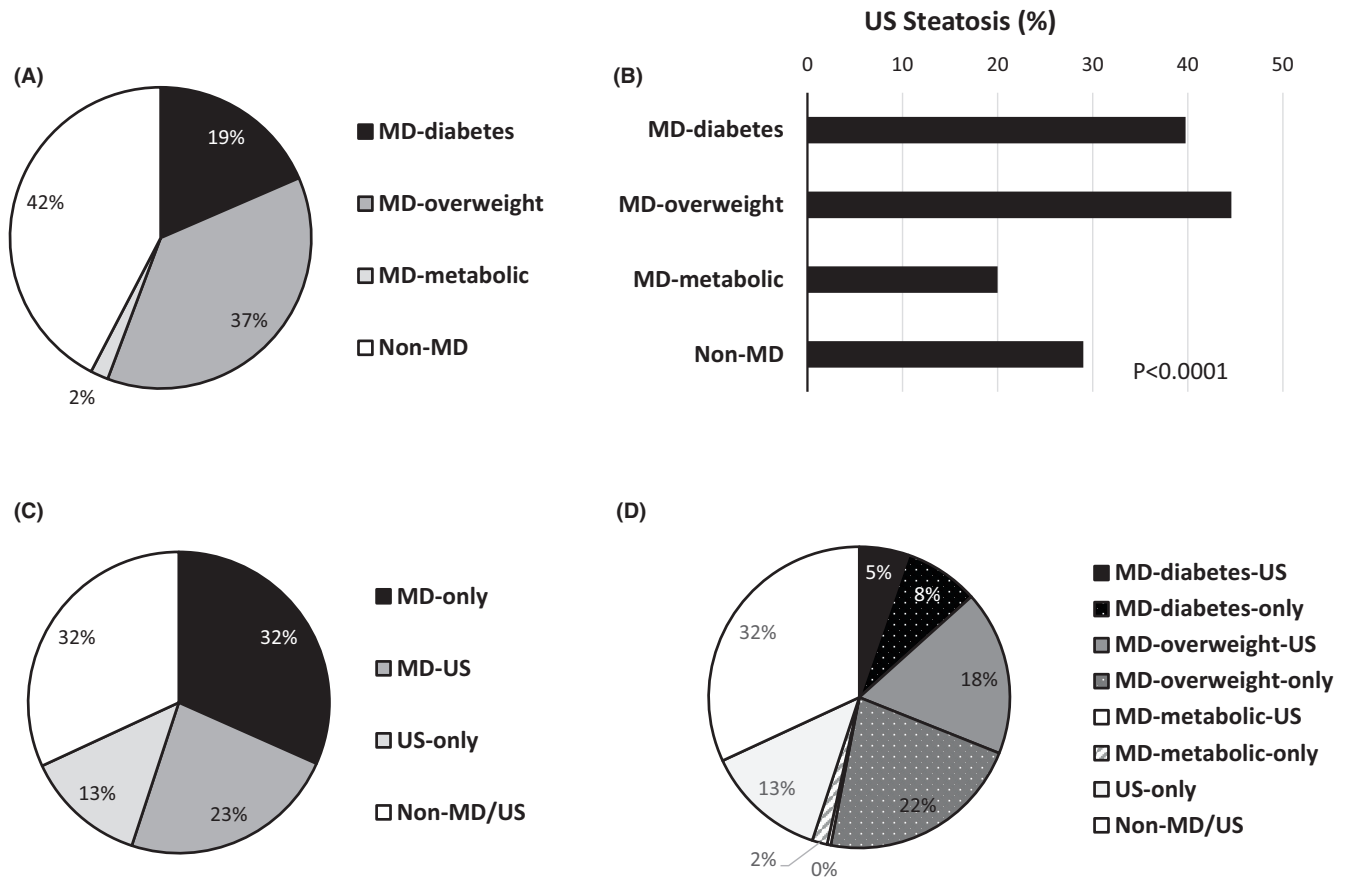 (A)
19%
42%
37%
2%
MD-diabetes
MD-overweight
MD-metabolic
Non-MD
US Steatosis (%)
(B)
0 10 20 30 40 50
MD-diabetes
MD-overweight
MD-metabolic
Non-MD
P<0.0001
(C)
32% 32%
13%
23%
MD-only
MD-US
US-only
Non-MD/US
(D)
5%
8%
32%
18%
13%
22%
2%
0%
MD-diabetes-US
MD-diabetes-only
MD-overweight-US
MD-overweight-only
MD-metabolic-US
MD-metabolic-only
US-only
Non-MD/US